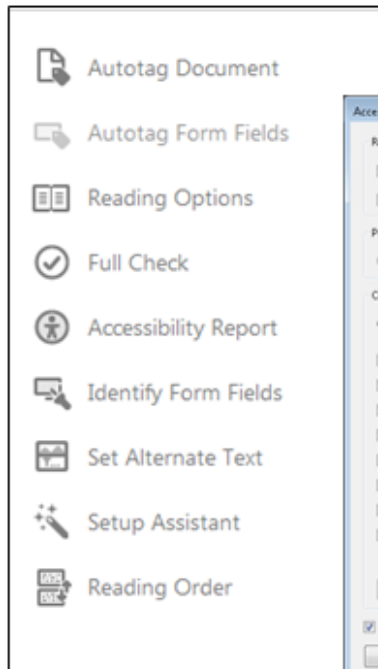 Autotag Document
Autotag Form Fields
Reading Options
Full Check
Accessibility Report
Identify Form Fields
Set Alternate Text
Setup Assistant
Reading Order